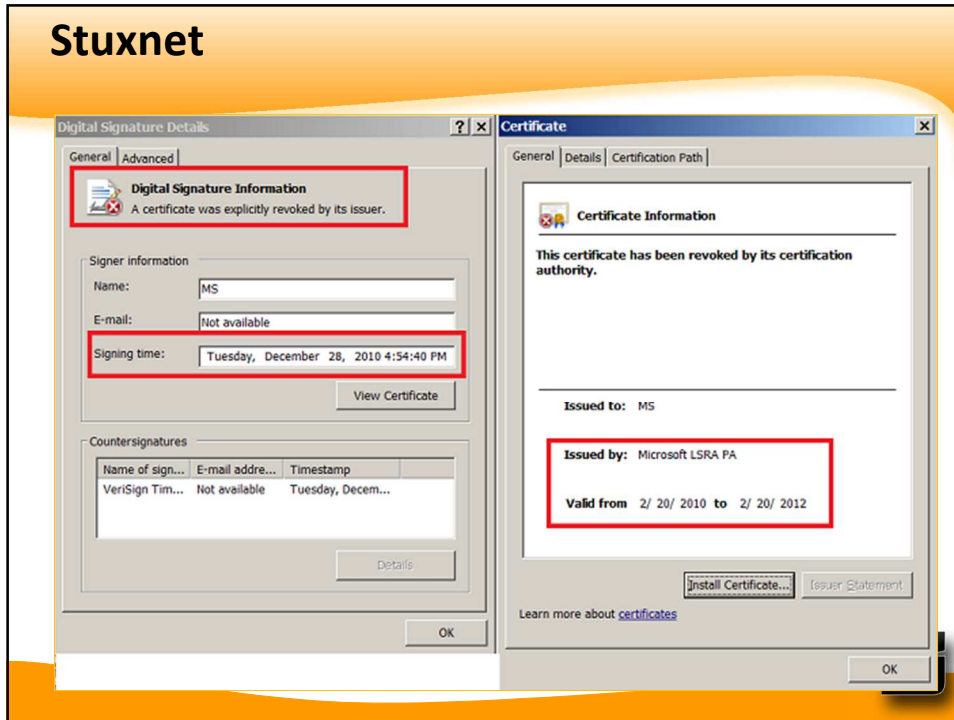 Stuxnet
Digital Signature Details
General Advanced
Digital Signature Information
A certificate was explicitly revoked by its issuer.
Signer information
Name: MS
E-mail: Not available
Signing time: Tuesday, December 28, 2010 4:54:40 PM
View Certificate
Countersignatures
Name of sign... E-mail addre... Timestamp
VeriSign Tim... Not available Tuesday, Decem...
Details
OK
Certificate
General Details Certification Path
Certificate Information
This certificate has been revoked by its certification
authority.
Issued to: MS
Issued by: Microsoft LSRA PA
Valid from 2/ 20/ 2010 to 2/ 20/ 2012
Install Certificate... Issuer Statement
Learn more about certificates
OK